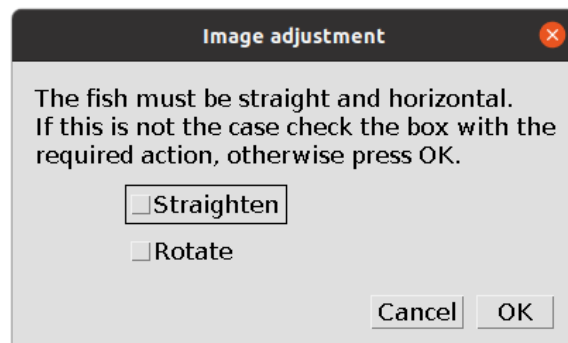 Image adjustment
The fish must be straight and horizontal.
If this is not the case check the box with the
required action, otherwise press OK.
Straighten
Rotate
Cancel OK